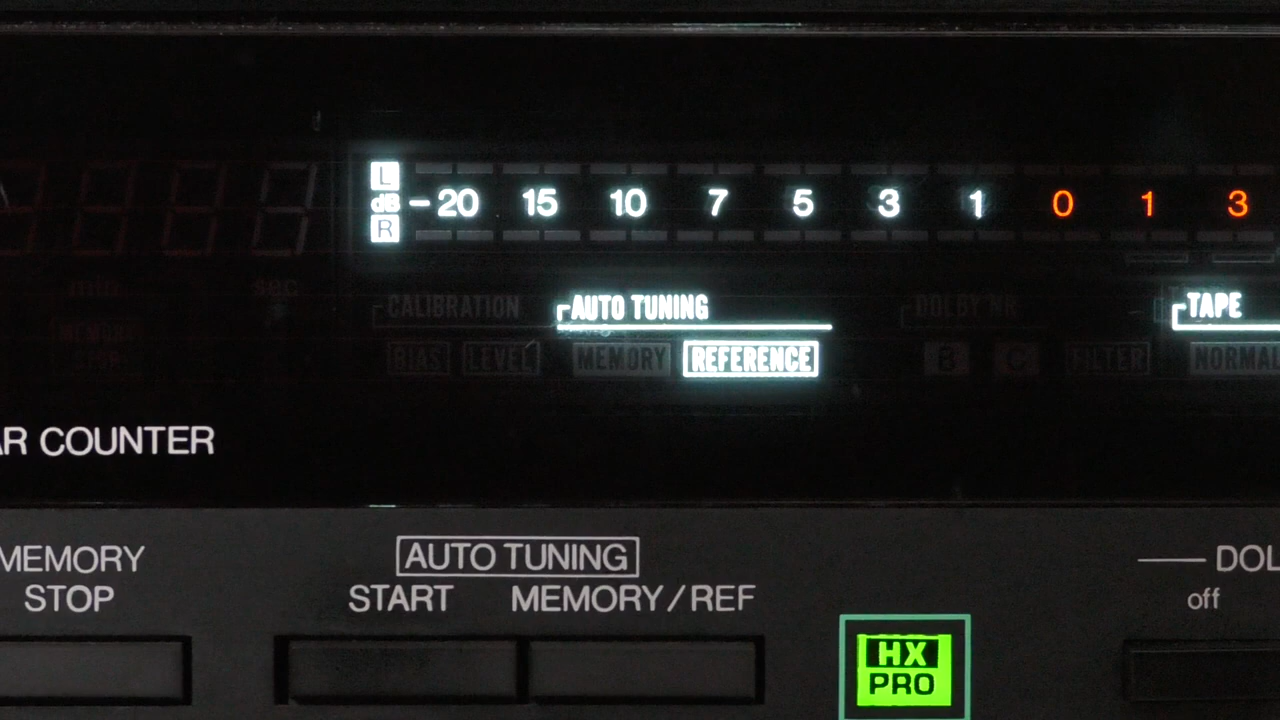 L
dB -20 15 10 7 5 3 1 0 1 3
R
CALIBRATION AUTO TUNING DOLBY NR TAPE
BIAS LEVEL MEMORY REFERENCE B C FILTER NORMAL
AR COUNTER
MEMORY
STOP
AUTO TUNING
START MEMORY/REF
DOL
off
HX
PRO